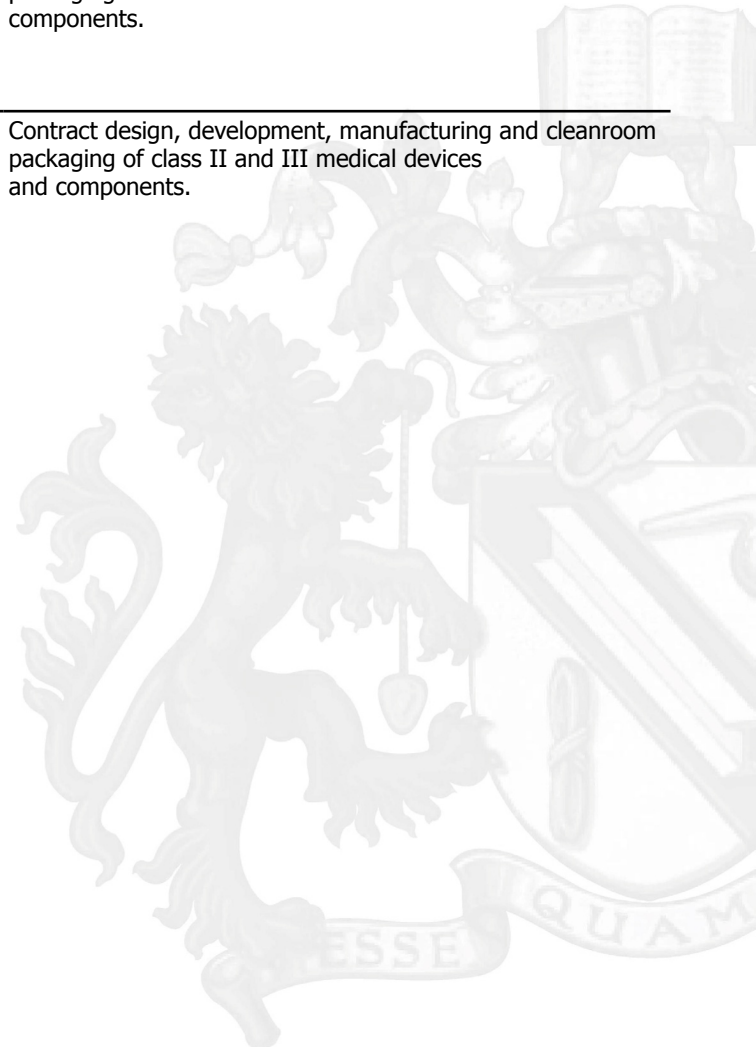 components.
Contract design, development, manufacturing and cleanroom
packaging of class II and III medical devices
and components.
ESSE QUAM